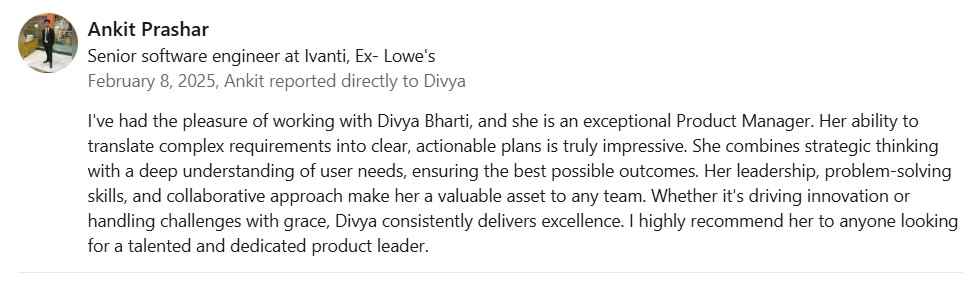 Ankit Prashar
Senior software engineer at Ivanti, Ex- Lowe's
February 8, 2025, Ankit reported directly to Divya
I've had the pleasure of working with Divya Bharti, and she is an exceptional Product Manager. Her ability to
translate complex requirements into clear, actionable plans is truly impressive. She combines strategic thinking
with a deep understanding of user needs, ensuring the best possible outcomes. Her leadership, problem-solving
skills, and collaborative approach make her a valuable asset to any team. Whether it's driving innovation or
handling challenges with grace, Divya consistently delivers excellence. I highly recommend her to anyone looking
for a talented and dedicated product leader.